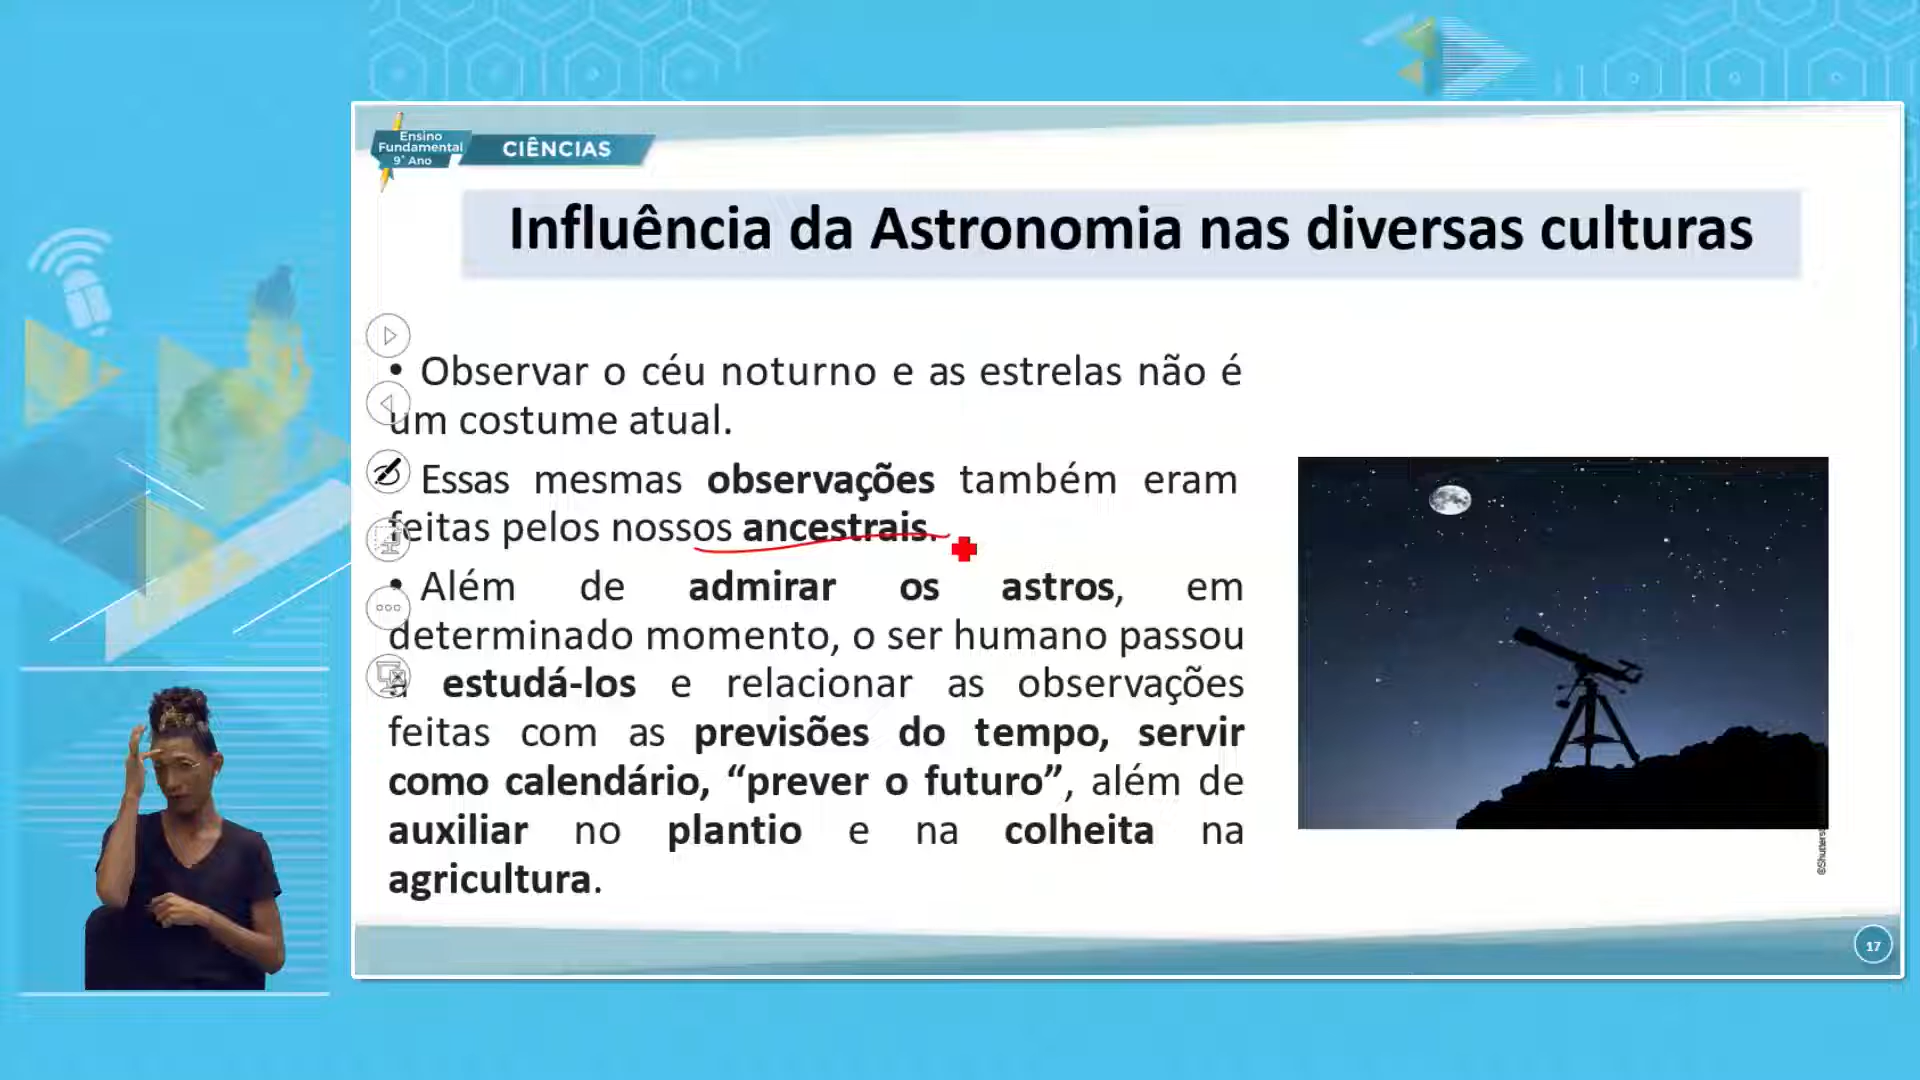 Ensino
Fundamental
9° Ano
CIÊNCIAS
Influência da Astronomia nas diversas culturas
• Observar o céu noturno e as estrelas não é
um costume atual.
Essas mesmas observações também eram
feitas pelos nossos ancestrais.
• Além de admirar os astros, em
determinado momento, o ser humano passou
a estudá-los e relacionar as observações
feitas com as previsões do tempo, servir
como calendário, “prever o futuro”, além de
auxiliar no plantio e na colheita na
agricultura.
17